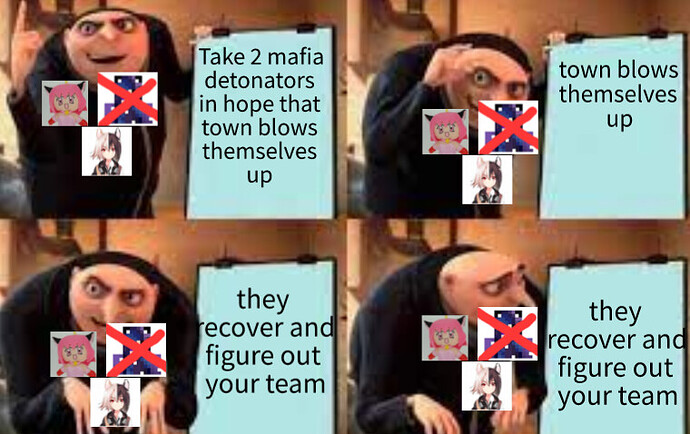 Take 2 mafia
detonators
in hope that
town blows
themselves
up
town blows
themselves
up
they
recover and
figure out
your team
they
recover and
figure out
your team